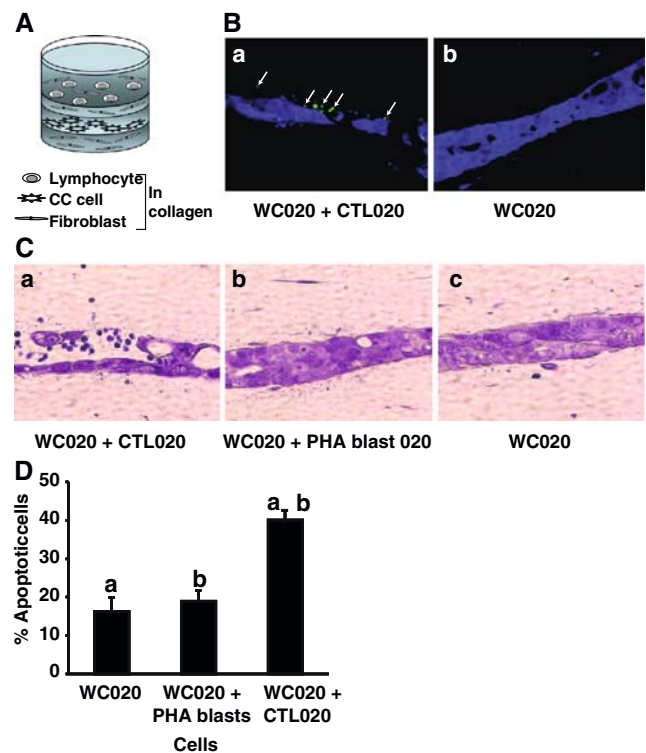 A
Lymphocyte
CC cell
Fibroblast
In
collagen
B
a
b
WC020 + CTL020
WC020
C
a
b
c
WC020 + CTL020
WC020 + PHA blast 020
WC020
D
% Apoptoticcells
50
40
30
20
10
0
a
b
a b
WC020
WC020 +
PHA blasts
WC020 +
CTL020
Cells